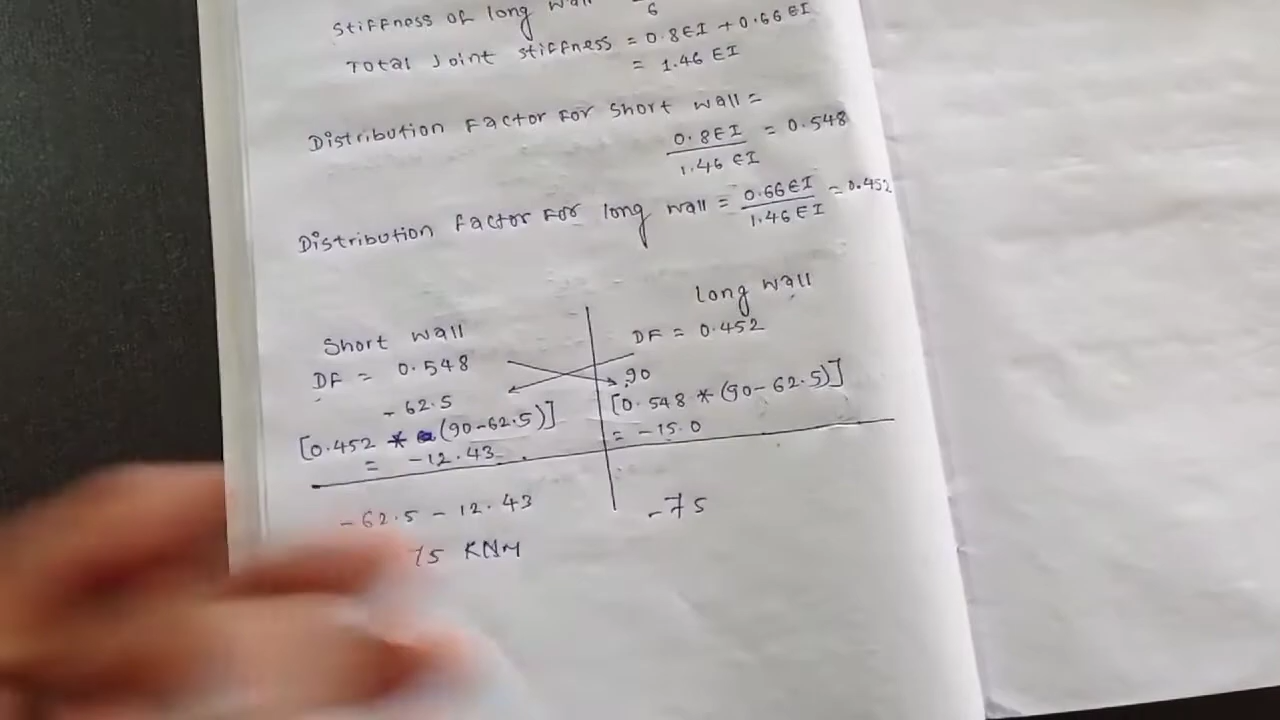 Stiffness of long wall
6
Total Joint stiffness = 0.8EI + 0.66EI
= 1.46 EI
Distribution Factor For Short wall =
0.8EI = 0.548
1.46 EI
Distribution Factor For long wall = 0.66EI = 0.452
1.46EI
Short wall
DF = 0.548
- 62.5
[0.452 * (90-62.5)]
= -12.43
-62.5 - 12.43
75 KNM
long wall
DF = 0.452
90
[0.548 * (90-62.5)]
= -15.0
-75